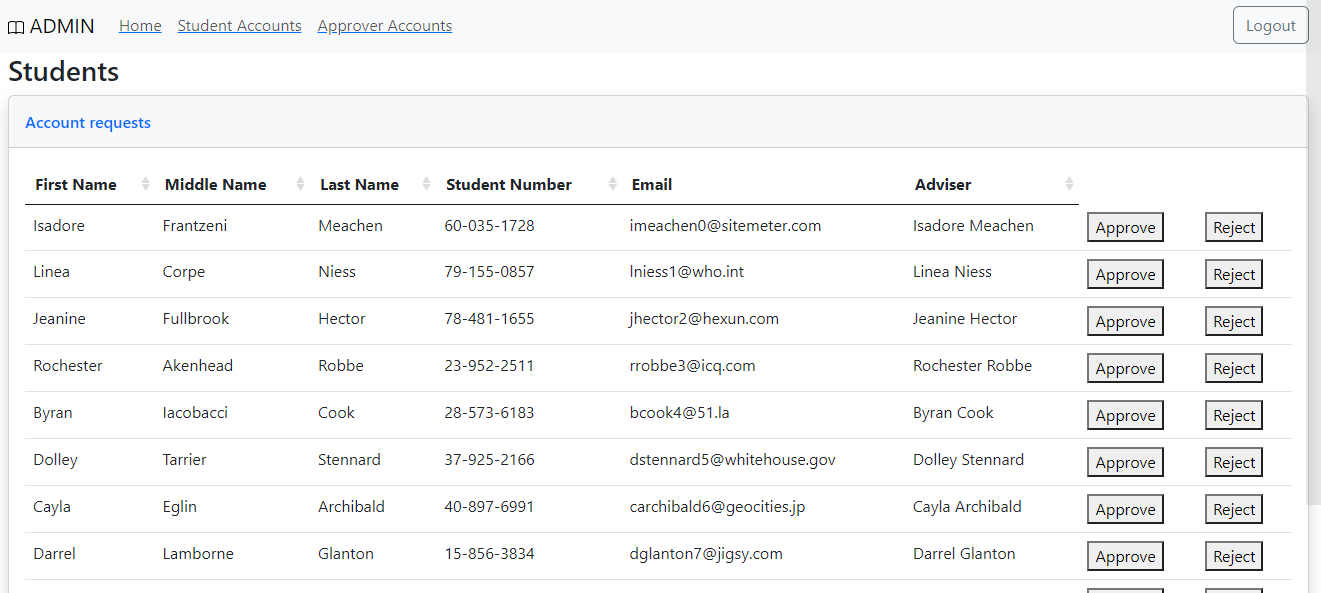 ADMIN Home Student Accounts Approver Accounts Logout
Students
Account requests
First Name Middle Name Last Name Student Number Email Adviser
Isadore Frantzeni Meachen 60-035-1728 imeachen0@sitemeter.com Isadore Meachen Approve Reject
Linea Corpe Niess 79-155-0857 lniess1@who.int Linea Niess Approve Reject
Jeanine Fullbrook Hector 78-481-1655 jhector2@hexun.com Jeanine Hector Approve Reject
Rochester Akenhead Robbe 23-952-2511 rrobbe3@icq.com Rochester Robbe Approve Reject
Byran Iacobacci Cook 28-573-6183 bcook4@51.la Byran Cook Approve Reject
Dolley Tarrier Stennard 37-925-2166 dstennard5@whitehouse.gov Dolley Stennard Approve Reject
Cayla Eglin Archibald 40-897-6991 carchibald6@geocities.jp Cayla Archibald Approve Reject
Darrel Lamborne Glanton 15-856-3834 dglanton7@jigsy.com Darrel Glanton Approve Reject